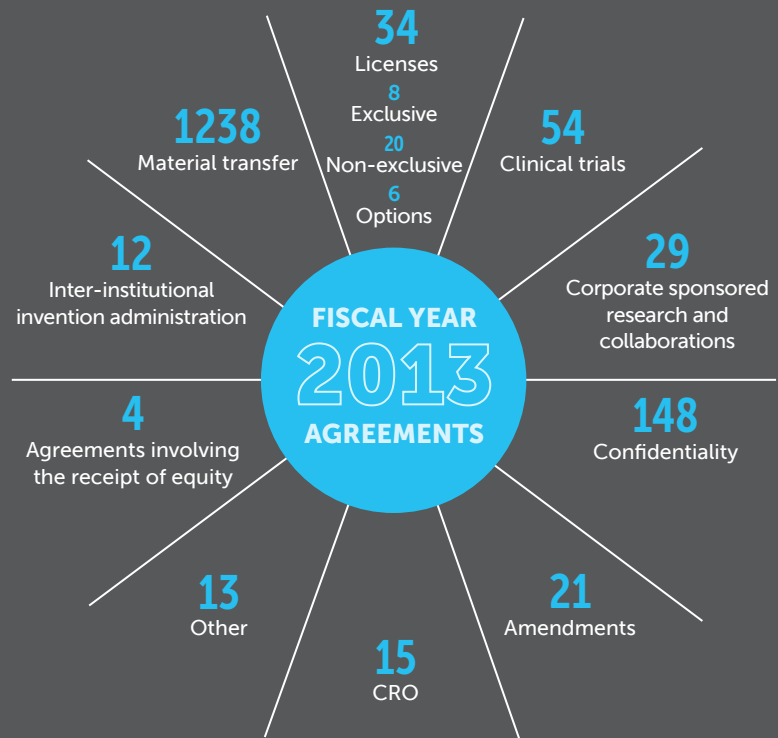 34
Licenses
8
Exclusive
20
Non-exclusive
6
Options
54
Clinical trials
29
Corporate sponsored
research and
collaborations
148
Confidentiality
21
Amendments
15
CRO
13
Other
4
Agreements involving
the receipt of equity
12
Inter-institutional
invention administration
1238
Material transfer
FISCAL YEAR
2013
AGREEMENTS